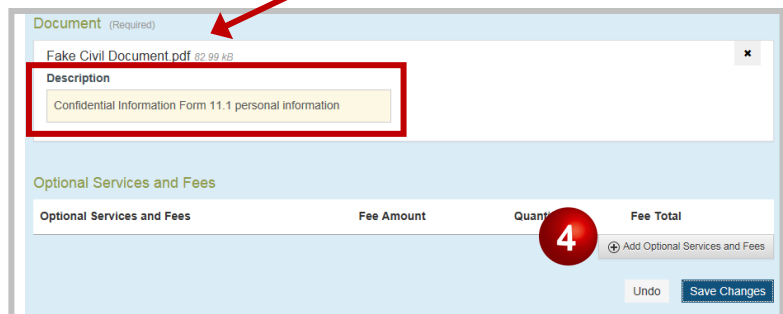 Document (Required)
Fake Civil Document.pdf 82.99 kB
Description
Confidential Information Form 11.1 personal information
Optional Services and Fees
Optional Services and Fees Fee Amount Fee Total
4
Add Optional Services and Fees
Undo Save Changes